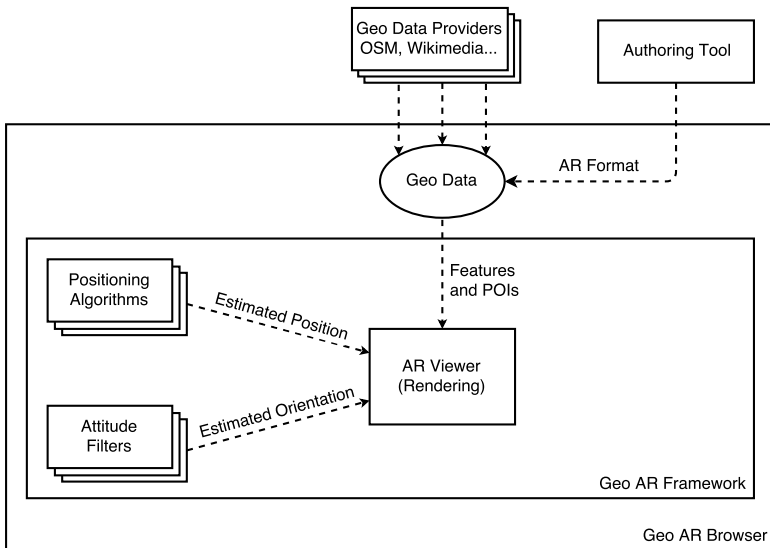 Geo Data Providers
OSM, Wikimedia...
Authoring Tool
Geo Data
AR Format
Features
and POIs
Positioning
Algorithms
Estimated Position
AR Viewer
(Rendering)
Estimated Orientation
Attitude
Filters
Geo AR Framework
Geo AR Browser